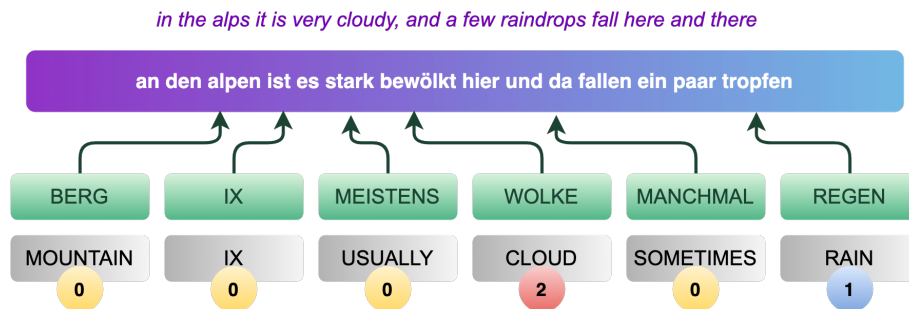 in the alps it is very cloudy, and a few raindrops fall here and there
an den alpen ist es stark bewölkt hier und da fallen ein paar tropfen
BERG IX MEISTENS WOLKE MANCHMAL REGEN
MOUNTAIN IX USUALLY CLOUD SOMETIMES RAIN
0 0 0 2 0 1